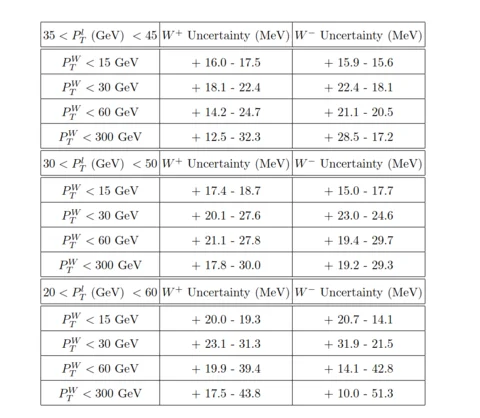 35 < P_T^l (GeV) < 45 W⁺ Uncertainty (MeV) W⁻ Uncertainty (MeV)
P_T^W < 15 GeV + 16.0 - 17.5 + 15.9 - 15.6
P_T^W < 30 GeV + 18.1 - 22.4 + 22.4 - 18.1
P_T^W < 60 GeV + 14.2 - 24.7 + 21.1 - 20.5
P_T^W < 300 GeV + 12.5 - 32.3 + 28.5 - 17.2
30 < P_T^l (GeV) < 50 W⁺ Uncertainty (MeV) W⁻ Uncertainty (MeV)
P_T^W < 15 GeV + 17.4 - 18.7 + 15.0 - 17.7
P_T^W < 30 GeV + 20.1 - 27.6 + 23.0 - 24.6
P_T^W < 60 GeV + 21.1 - 27.8 + 19.4 - 29.7
P_T^W < 300 GeV + 17.8 - 30.0 + 19.2 - 29.3
20 < P_T^l (GeV) < 60 W⁺ Uncertainty (MeV) W⁻ Uncertainty (MeV)
P_T^W < 15 GeV + 20.0 - 19.3 + 20.7 - 14.1
P_T^W < 30 GeV + 23.1 - 31.3 + 31.9 - 21.5
P_T^W < 60 GeV + 19.9 - 39.4 + 14.1 - 42.8
P_T^W < 300 GeV + 17.5 - 43.8 + 10.0 - 51.3